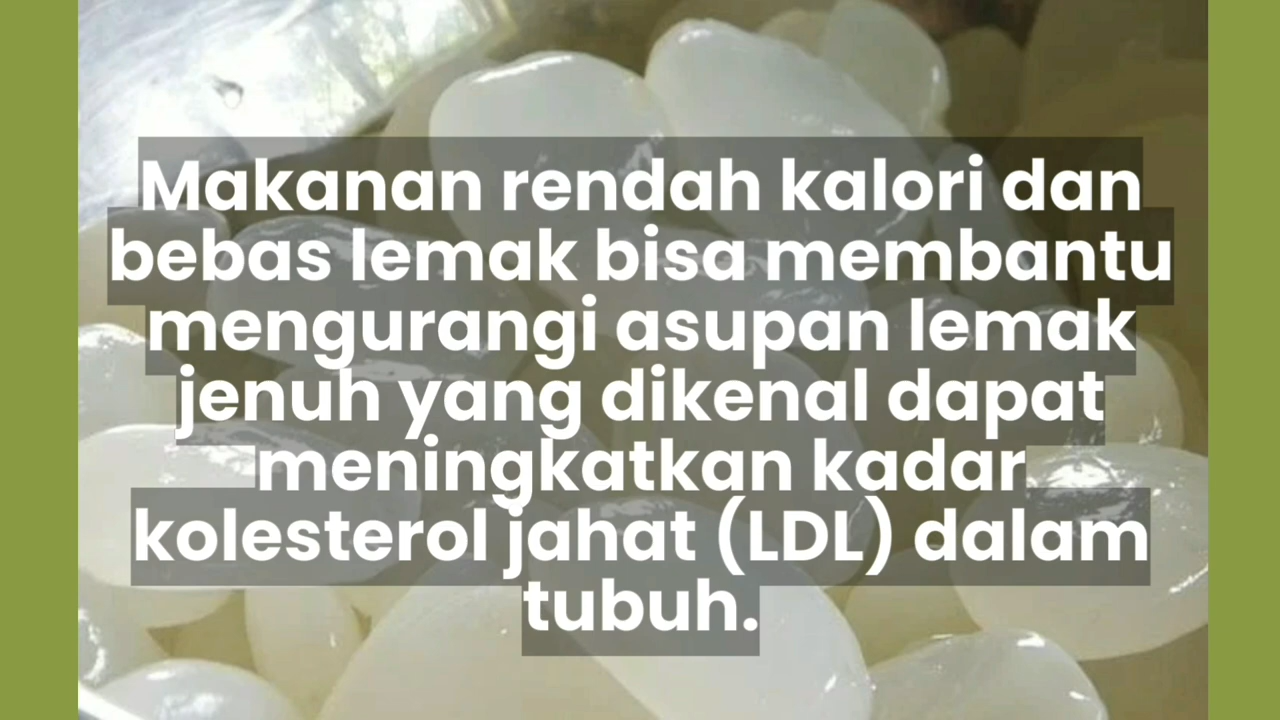 Makanan rendah kalori dan
bebas lemak bisa membantu
mengurangi asupan lemak
jenuh yang dikenal dapat
meningkatkan kadar
kolesterol jahat (LDL) dalam
tubuh.